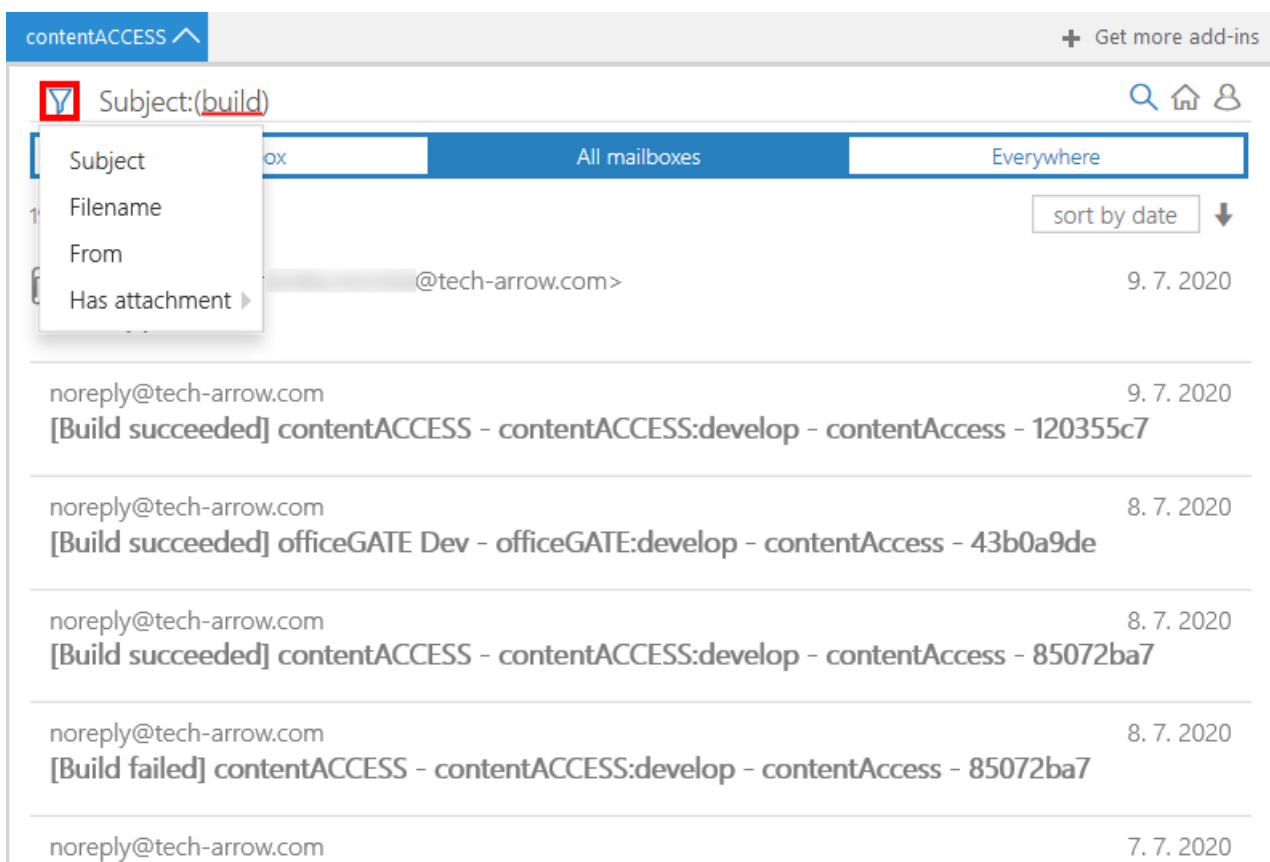 contentACCESS
Get more add-ins
Subject:(build)
Subject
Filename
From
Has attachment
ox
All mailboxes
Everywhere
sort by date
@tech-arrow.com>
9. 7. 2020
noreply@tech-arrow.com
9. 7. 2020
[Build succeeded] contentACCESS - contentACCESS:develop - contentAccess - 120355c7
noreply@tech-arrow.com
8. 7. 2020
[Build succeeded] officeGATE Dev - officeGATE:develop - contentAccess - 43b0a9de
noreply@tech-arrow.com
8. 7. 2020
[Build succeeded] contentACCESS - contentACCESS:develop - contentAccess - 85072ba7
noreply@tech-arrow.com
8. 7. 2020
[Build failed] contentACCESS - contentACCESS:develop - contentAccess - 85072ba7
noreply@tech-arrow.com
7. 7. 2020